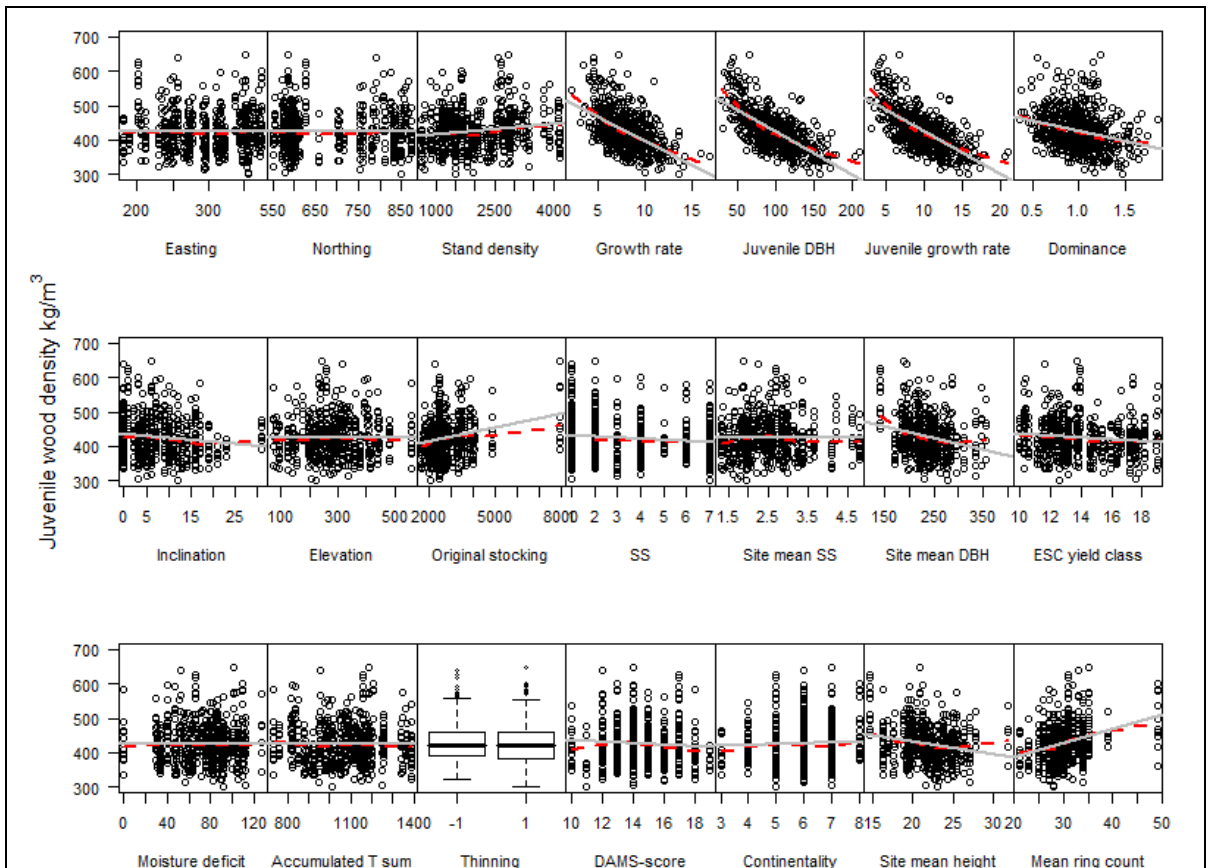 700
600
500
400
300
200 300 550 650 750 850 1000 2500 4000 5 10 15 50 100 150 200 5 10 15 20 0.5 1.0 1.5
Easting Northing Stand density Growth rate Juvenile DBH Juvenile growth rate Dominance
Juvenile wood density kg/m³
700
600
500
400
300
0 5 15 25 100 300 500 2000 5000 8000 1 2 3 4 5 6 7 1.5 2.5 3.5 4.5 150 250 350 10 12 14 16 18
Inclination Elevation Original stocking SS Site mean SS Site mean DBH ESC yield class
700
600
500
400
300
0 40 80 120 800 1100 1400 -1 1 10 12 14 16 18 3 4 5 6 7 8 15 20 25 30 20 30 40 50
Moisture deficit Accumulated T sum Thinning DAMS-score Continentality Site mean height Mean ring count